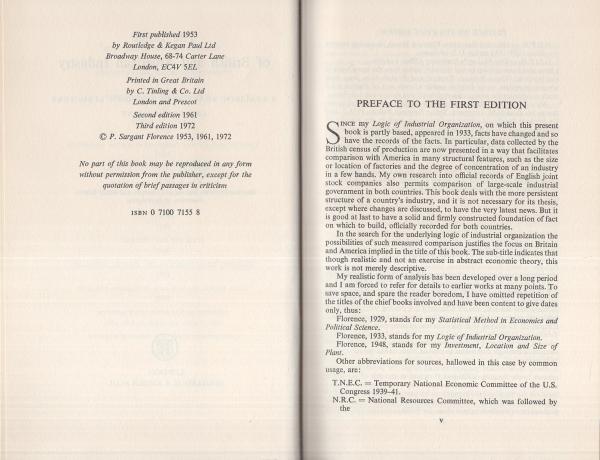 First published 1953
by Routledge & Kegan Paul Ltd
Broadway House, 68-74 Carter Lane
London, EC4V 5EL
Printed in Great Britain
by C. Tinling & Co. Ltd
London and Prescot
Second edition 1961
Third edition 1972
© P. Sargant Florence 1953, 1961, 1972
No part of this book may be reproduced in any form
without permission from the publisher, except for the
quotation of brief passages in criticism
ISBN 0 7100 7155 8
PREFACE TO THE FIRST EDITION
SINCE my Logic of Industrial Organization, on which this present
book is partly based, appeared in 1933, facts have changed and so
have the records of the facts. In particular, data collected by the
British census of production are now presented in a way that facilitates
comparison with America in many structural features, such as the size
or location of factories and the degree of concentration of an industry
in a few hands. My own research into official records of English joint
stock companies also permits comparison of large-scale industrial
government in both countries. This book deals with the more persistent
structure of a country's industry, and it is not necessary for its thesis,
except where changes are discussed, to have the very latest news. But it
is good at last to have a solid and firmly constructed foundation of fact
on which to build, officially recorded for both countries.
In the search for the underlying logic of industrial organization the
possibilities of such measured comparison justifies the focus on Britain
and America implied in the title of this book. The sub-title indicates that
though realistic and not an exercise in abstract economic theory, this
work is not merely descriptive.
My realistic form of analysis has been developed over a long period
and I am forced to refer for details to earlier works at many points. To
save space, and spare the reader boredom, I have omitted repetition of
the titles of the chief books involved and have been content to give dates
only, thus:
Florence, 1929, stands for my Statistical Method in Economics and
Political Science.
Florence, 1933, stands for my Logic of Industrial Organization.
Florence, 1948, stands for my Investment, Location and Size of
Plant.
Other abbreviations for sources, hallowed in this case by common
usage, are:
T.N.E.C. = Temporary National Economic Committee of the U.S.
Congress 1939-41.
N.R.C. = National Resources Committee, which was followed by
the
v